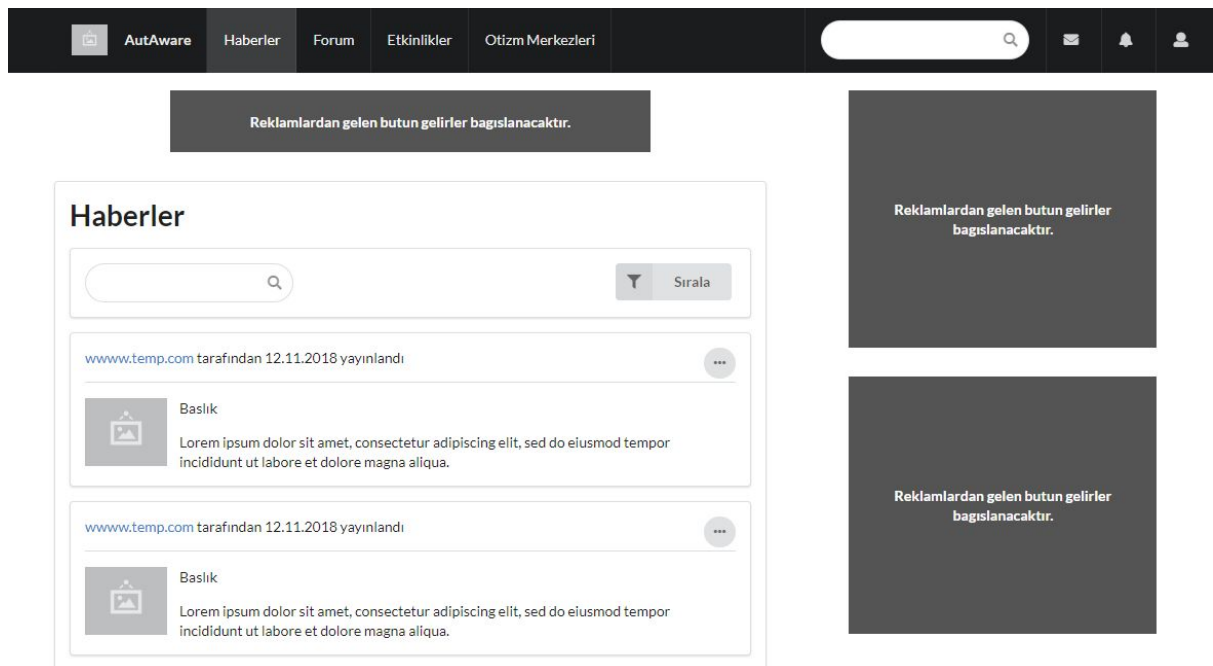 AutAware Haberler Forum Etkinlikler Otizm Merkezleri
Reklamlardan gelen butun gelirler bagıslanacaktır.
Haberler
Sırala
wwww.temp.com tarafından 12.11.2018 yayınlandı
Baslık
Lorem ipsum dolor sit amet, consectetur adipiscing elit, sed do eiusmod tempor
incididunt ut labore et dolore magna aliqua.
wwww.temp.com tarafından 12.11.2018 yayınlandı
Baslık
Lorem ipsum dolor sit amet, consectetur adipiscing elit, sed do eiusmod tempor
incididunt ut labore et dolore magna aliqua.
Reklamlardan gelen butun gelirler
bagıslanacaktır.
Reklamlardan gelen butun gelirler
bagıslanacaktır.